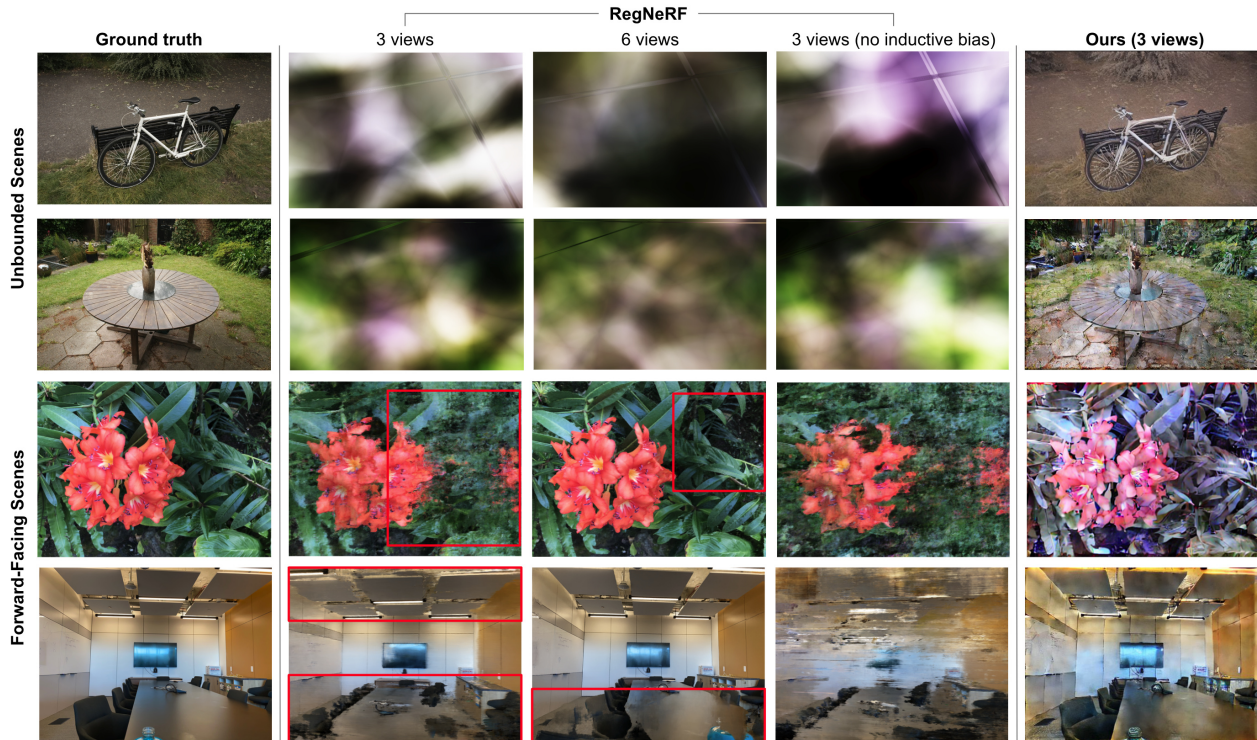 RegNeRF
Ground truth
3 views
6 views
3 views (no inductive bias)
Ours (3 views)
Unbounded Scenes
Forward-Facing Scenes